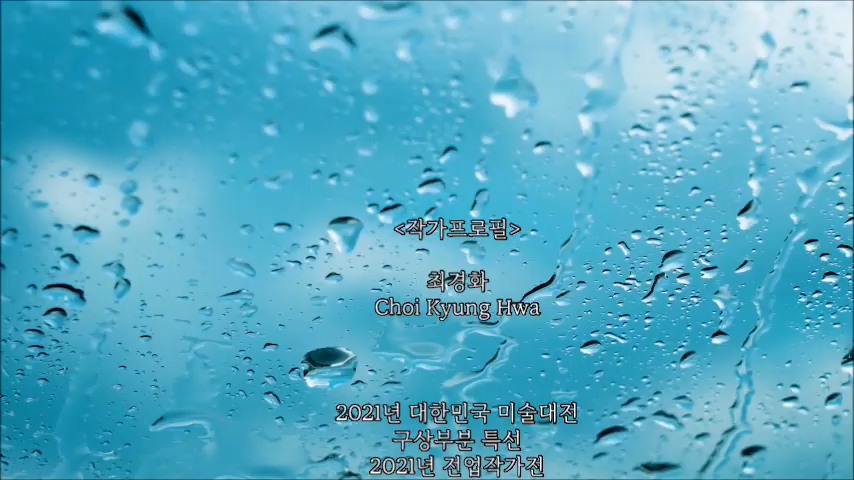 <작가프로필>
최경화
Choi Kyung Hwa
2021년 대한민국 미술대전
구상부분 특선
2021년 전업작가전